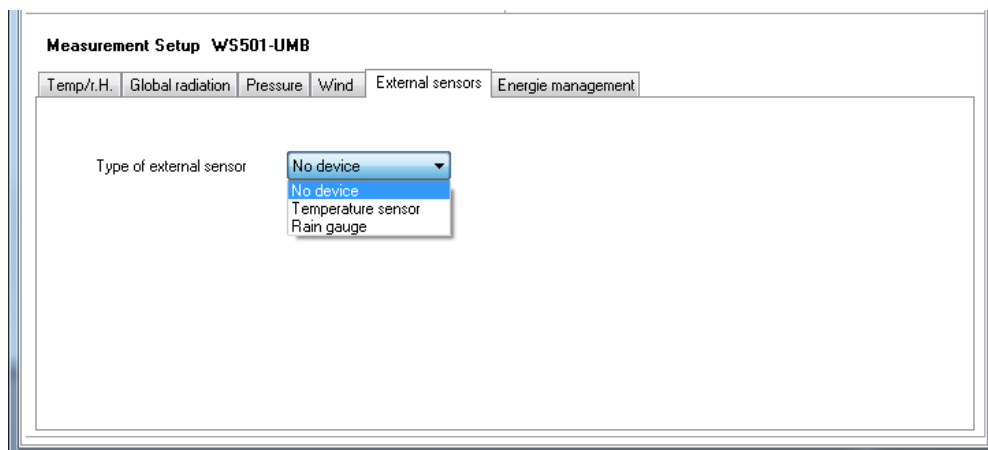 Measurement Setup WS501-UMB
Temp/r.H. Global radiation Pressure Wind External sensors Energie management
Type of external sensor No device
No device
Temperature sensor
Rain gauge